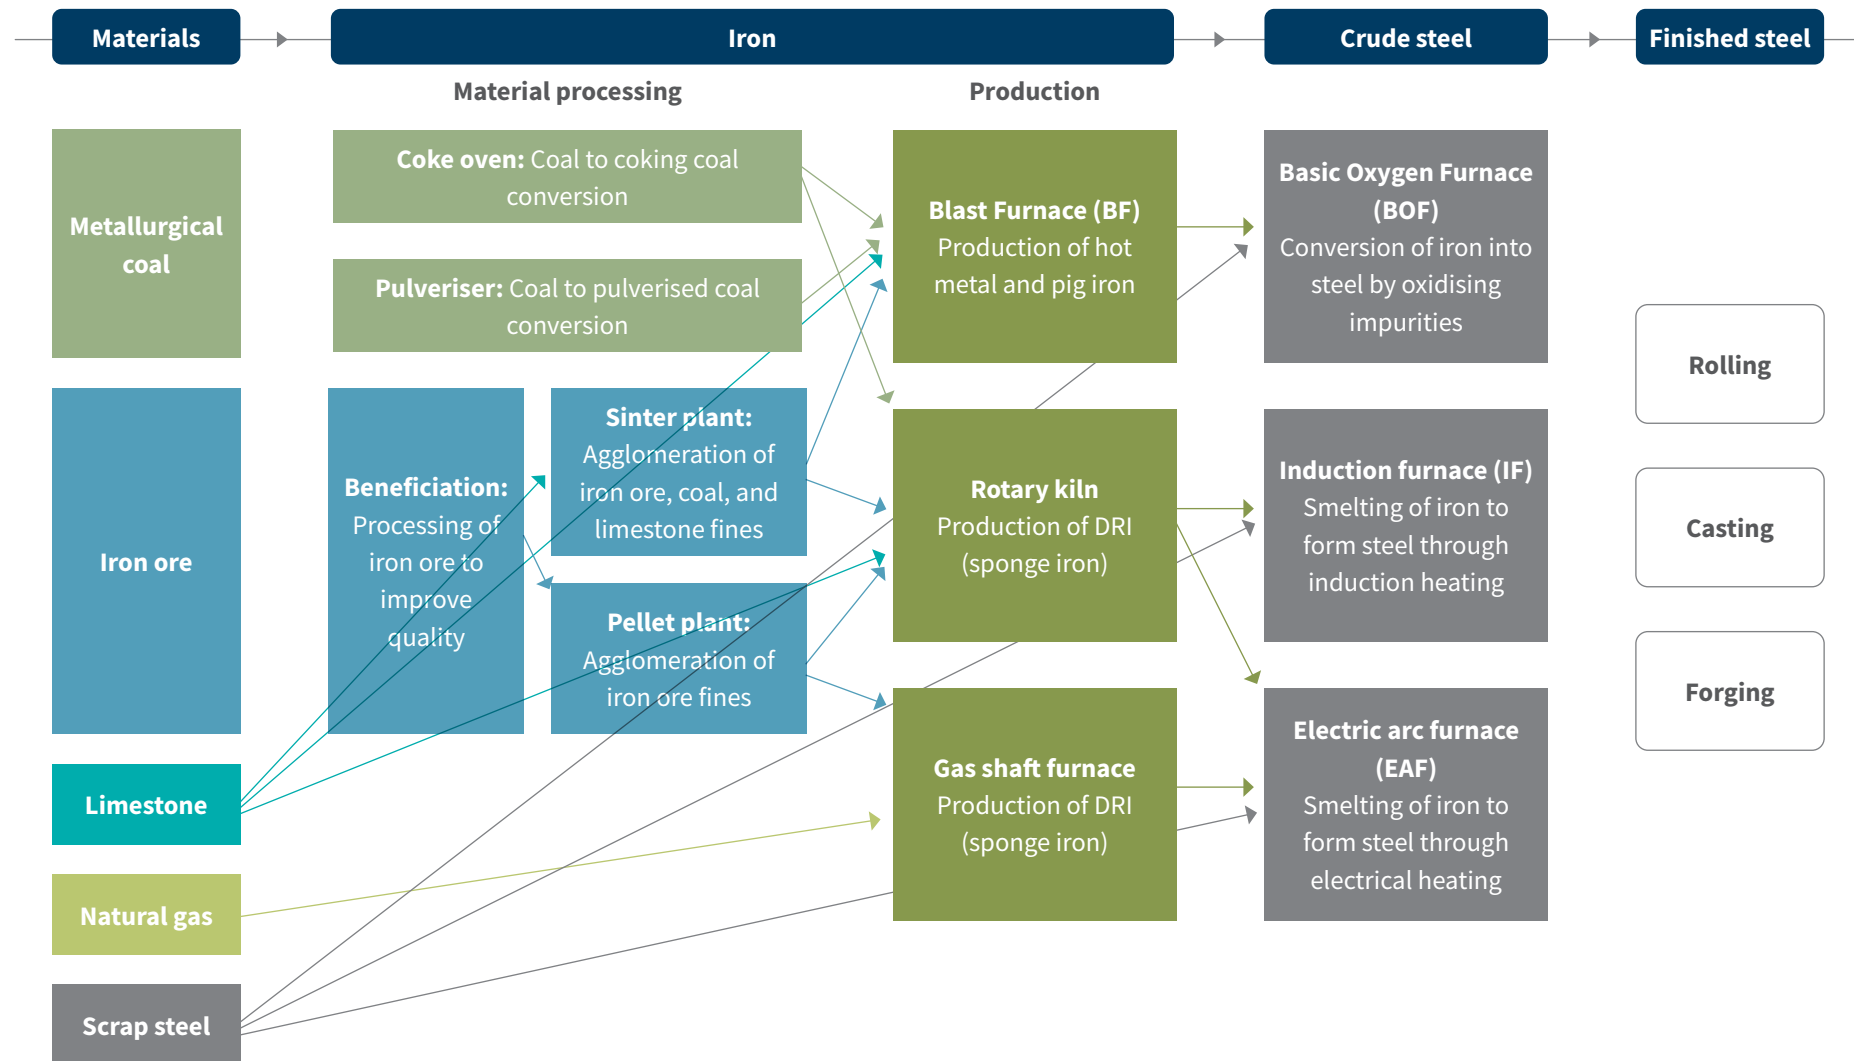 Materials
Iron
Crude steel
Finished steel
Material processing
Production
Metallurgical
coal
Coke oven: Coal to coking coal
conversion
Pulveriser: Coal to pulverised coal
conversion
Blast Furnace (BF)
Production of hot
metal and pig iron
Basic Oxygen Furnace
(BOF)
Conversion of iron into
steel by oxidising
impurities
Iron ore
Beneficiation:
Processing of
iron ore to
improve
quality
Sinter plant:
Agglomeration of
iron ore, coal, and
limestone fines
Pellet plant:
Agglomeration of
iron ore fines
Rotary kiln
Production of DRI
(sponge iron)
Induction furnace (IF)
Smelting of iron to
form steel through
induction heating
Rolling
Casting
Forging
Limestone
Natural gas
Scrap steel
Gas shaft furnace
Production of DRI
(sponge iron)
Electric arc furnace
(EAF)
Smelting of iron to
form steel through
electrical heating